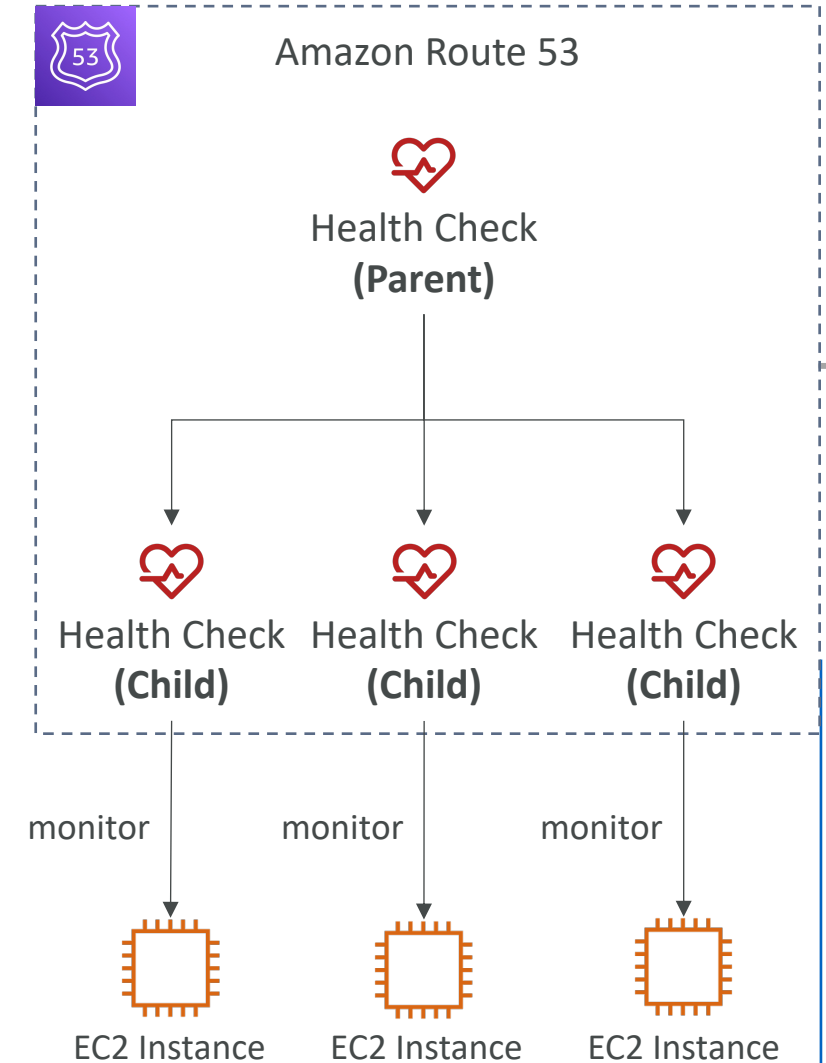 53
Amazon Route 53
Health Check
(Parent)
Health Check
(Child)
Health Check
(Child)
Health Check
(Child)
monitor
monitor
monitor
EC2 Instance
EC2 Instance
EC2 Instance